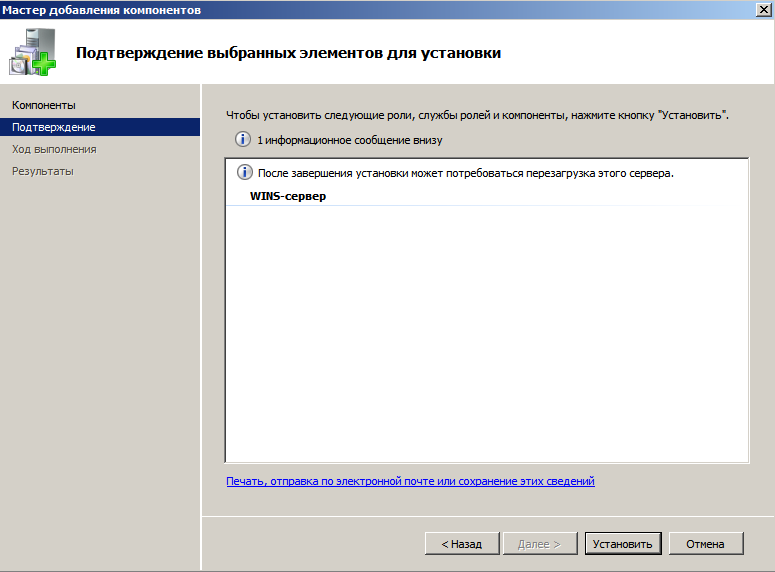 Мастер добавления компонентов
Подтверждение выбранных элементов для установки
Компоненты
Подтверждение
Ход выполнения
Результаты
Чтобы установить следующие роли, службы ролей и компоненты, нажмите кнопку "Установить".
1 информационное сообщение внизу
После завершения установки может потребоваться перезагрузка этого сервера.
WINS-сервер
Печать, отправка по электронной почте или сохранение этих сведений
< Назад
Далее >
Установить
Отмена